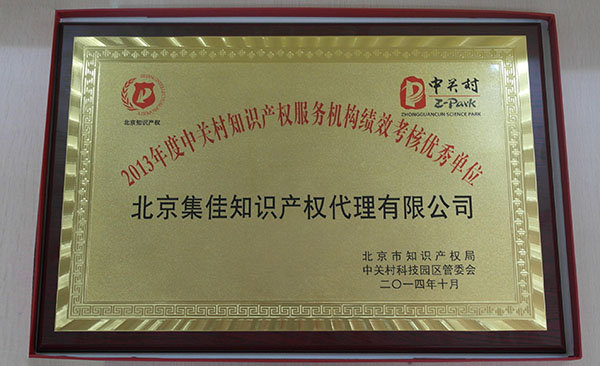 北京知识产权
中关村
Z-Park
ZHONGGUANCUN SCIENCE PARK
2013年度中关村知识产权服务机构绩效考核优秀单位
北京集佳知识产权代理有限公司
北京市知识产权局
中关村科技园区管委会
二〇一四年十月